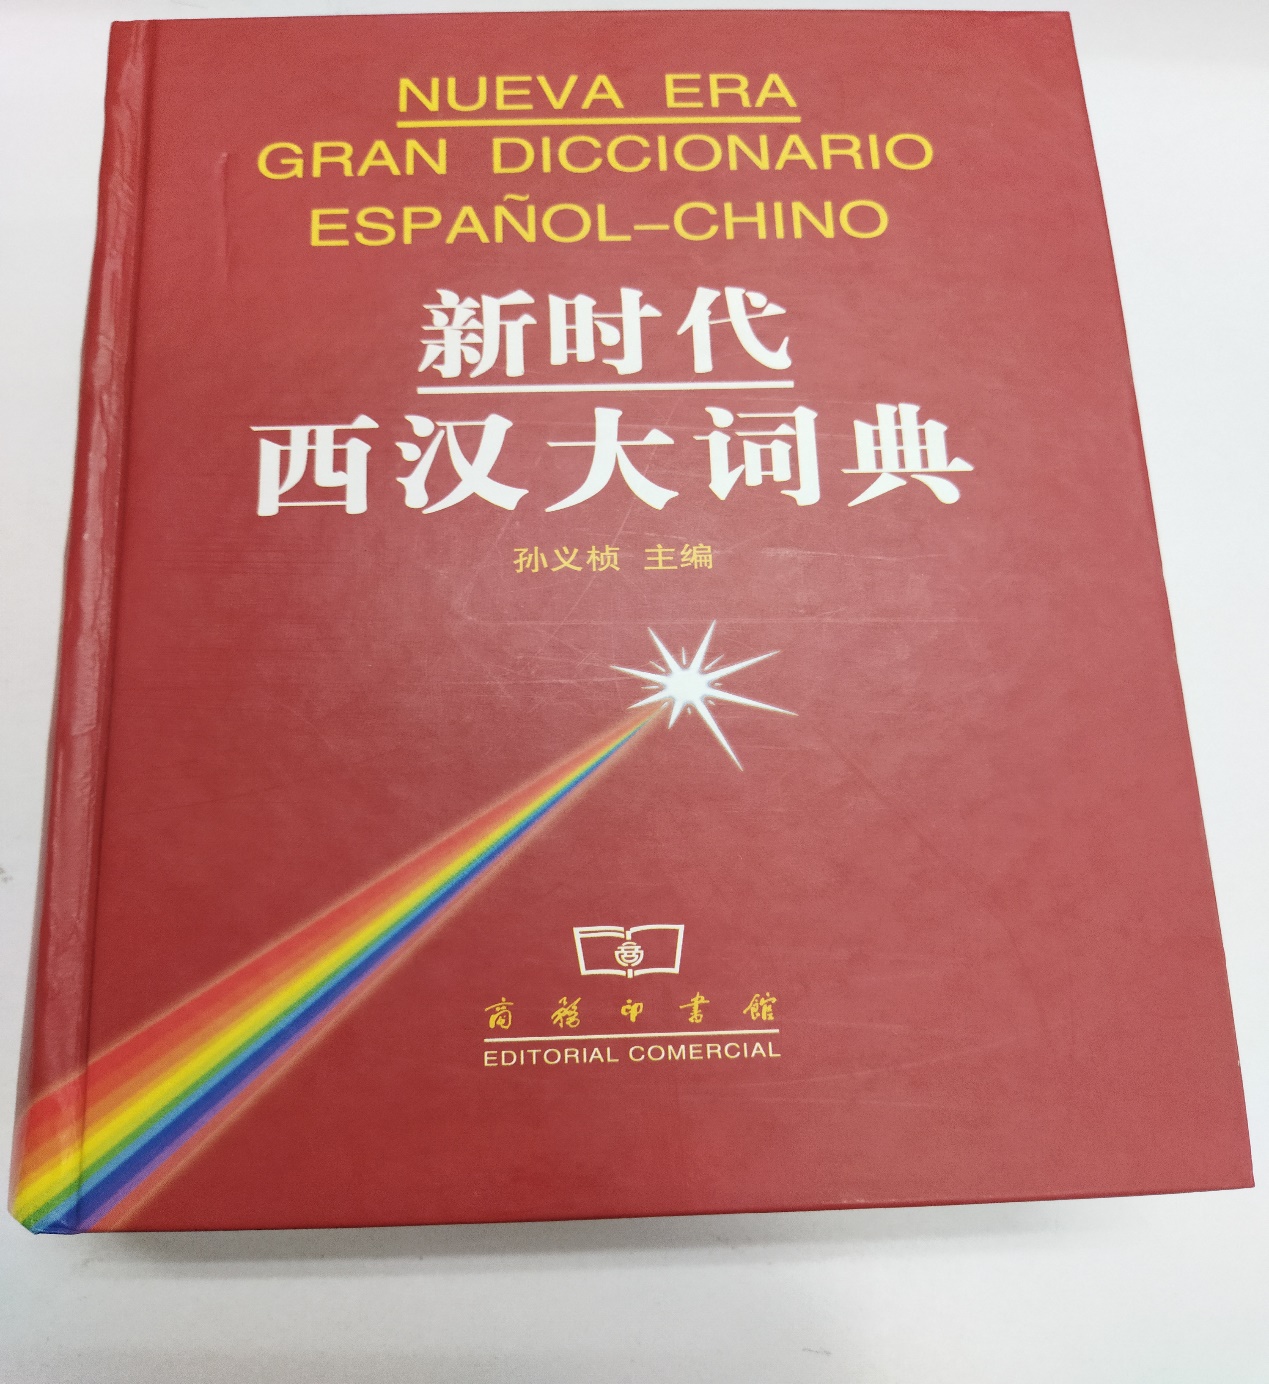 NUEVA ERA
GRAN DICCIONARIO
ESPAÑOL-CHINO
新时代
西汉大词典
孙义桢 主编
商
商務印書館
EDITORIAL COMERCIAL